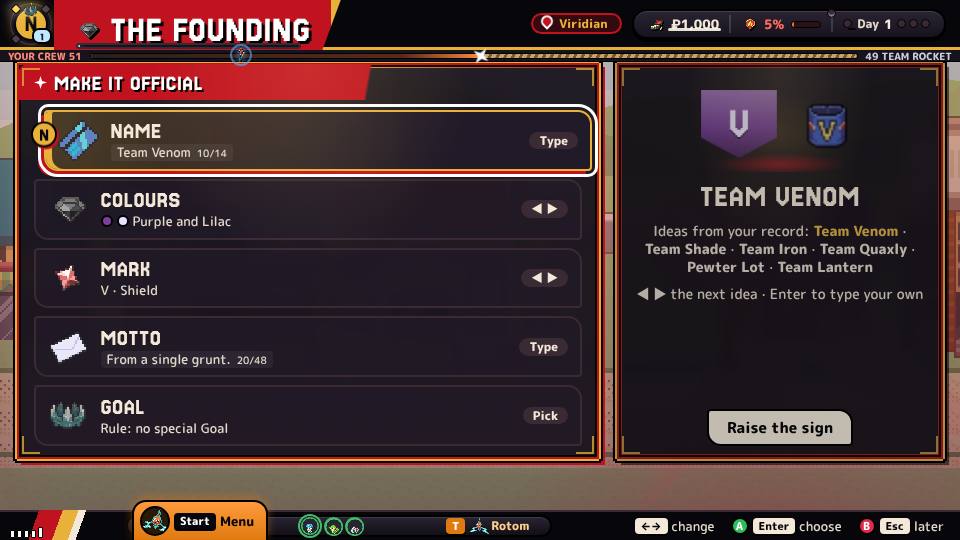 N
1
THE FOUNDING
Viridian
₽1,000
5%
Day 1
YOUR CREW 51
49 TEAM ROCKET
MAKE IT OFFICIAL
N
NAME
Team Venom 10/14
Type
COLOURS
Purple and Lilac
◀ ▶
MARK
V · Shield
◀ ▶
MOTTO
From a single grunt. 20/48
Type
GOAL
Rule: no special Goal
Pick
V
V
TEAM VENOM
Ideas from your record: Team Venom ·
Team Shade · Team Iron · Team Quaxly ·
Pewter Lot · Team Lantern
◀ ▶ the next idea · Enter to type your own
Raise the sign
Start Menu
T Rotom
←→ change
A Enter choose
B Esc later